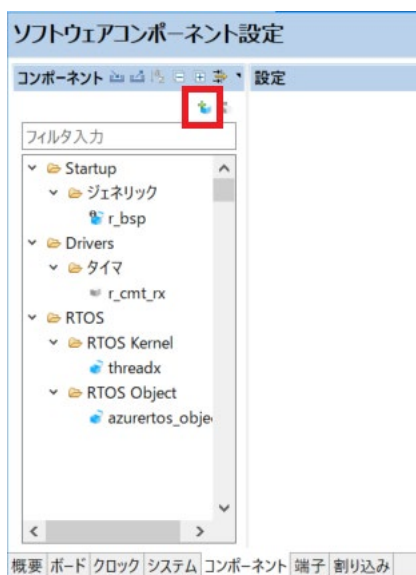 ソフトウェアコンポーネント設定
コンポーネント 設定
フィルタ入力
Startup
ジェネリック
r_bsp
Drivers
タイマ
r_cmt_rx
RTOS
RTOS Kernel
threadx
RTOS Object
azurertos_obje
概要 ボード クロック システム コンポーネント 端子 割り込み